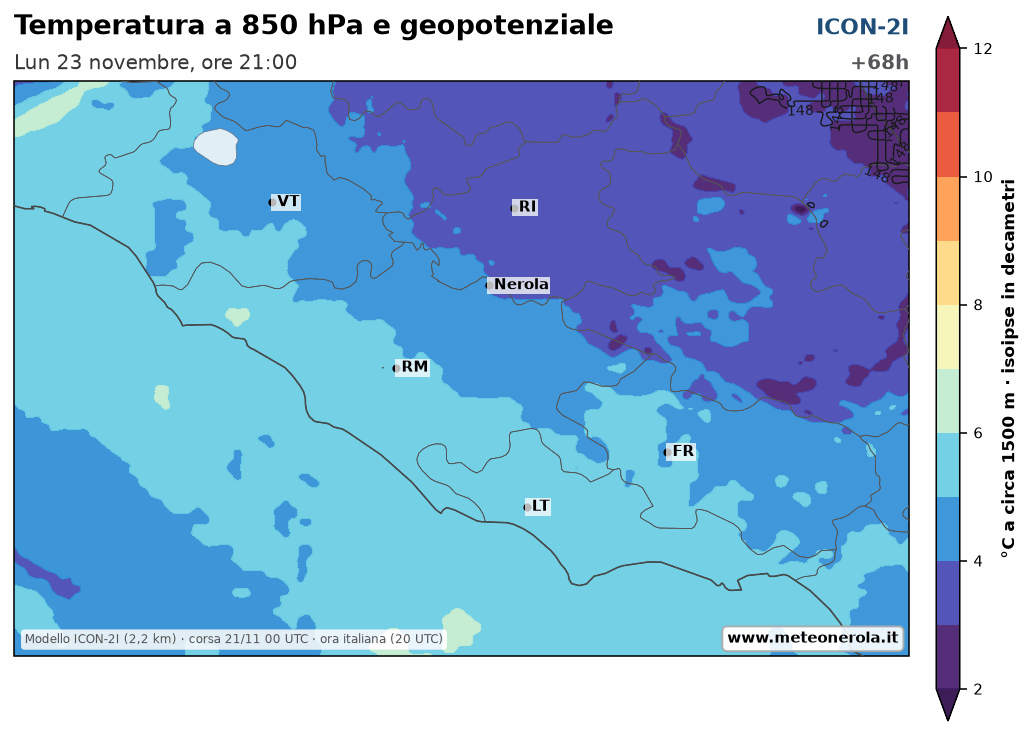 Temperatura a 850 hPa e geopotenziale
ICON-2I
Lun 23 novembre, ore 21:00
+68h
12
10
8
6
4
2
°C a circa 1500 m · isoipse in decametri
148
148
148
148
148
148
VT
RI
Nerola
RM
FR
LT
Modello ICON-2I (2,2 km) · corsa 21/11 00 UTC · ora italiana (20 UTC)
www.meteonerola.it